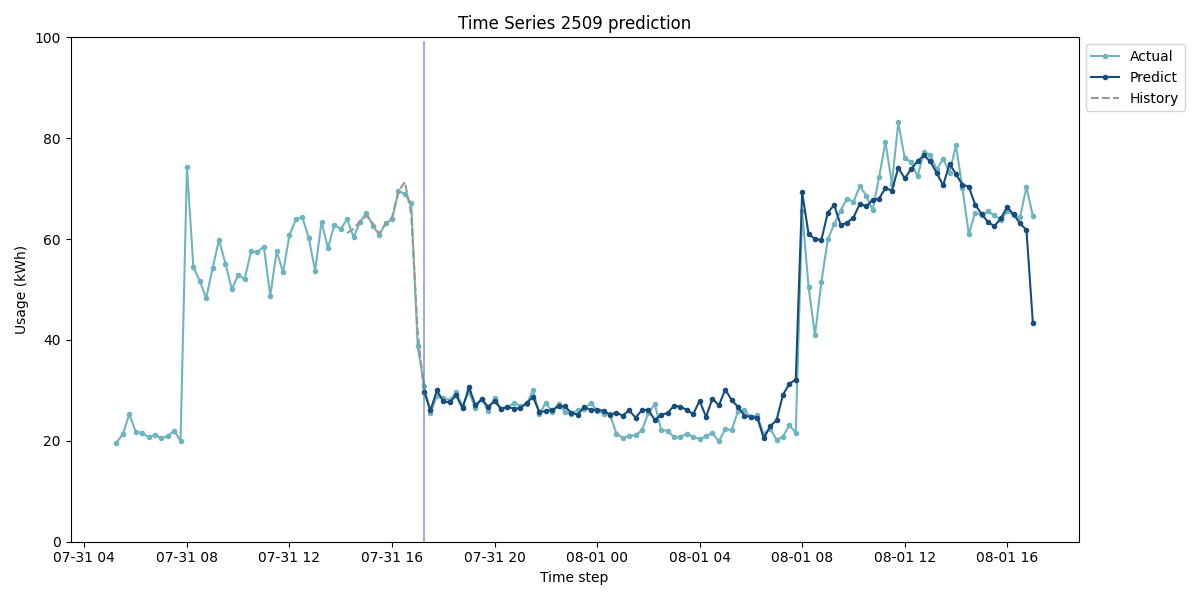 Time Series 2509 prediction
100
80
60
40
20
0
Usage (kWh)
07-31 04 07-31 08 07-31 12 07-31 16 07-31 20 08-01 00 08-01 04 08-01 08 08-01 12 08-01 16
Time step
Actual
Predict
History